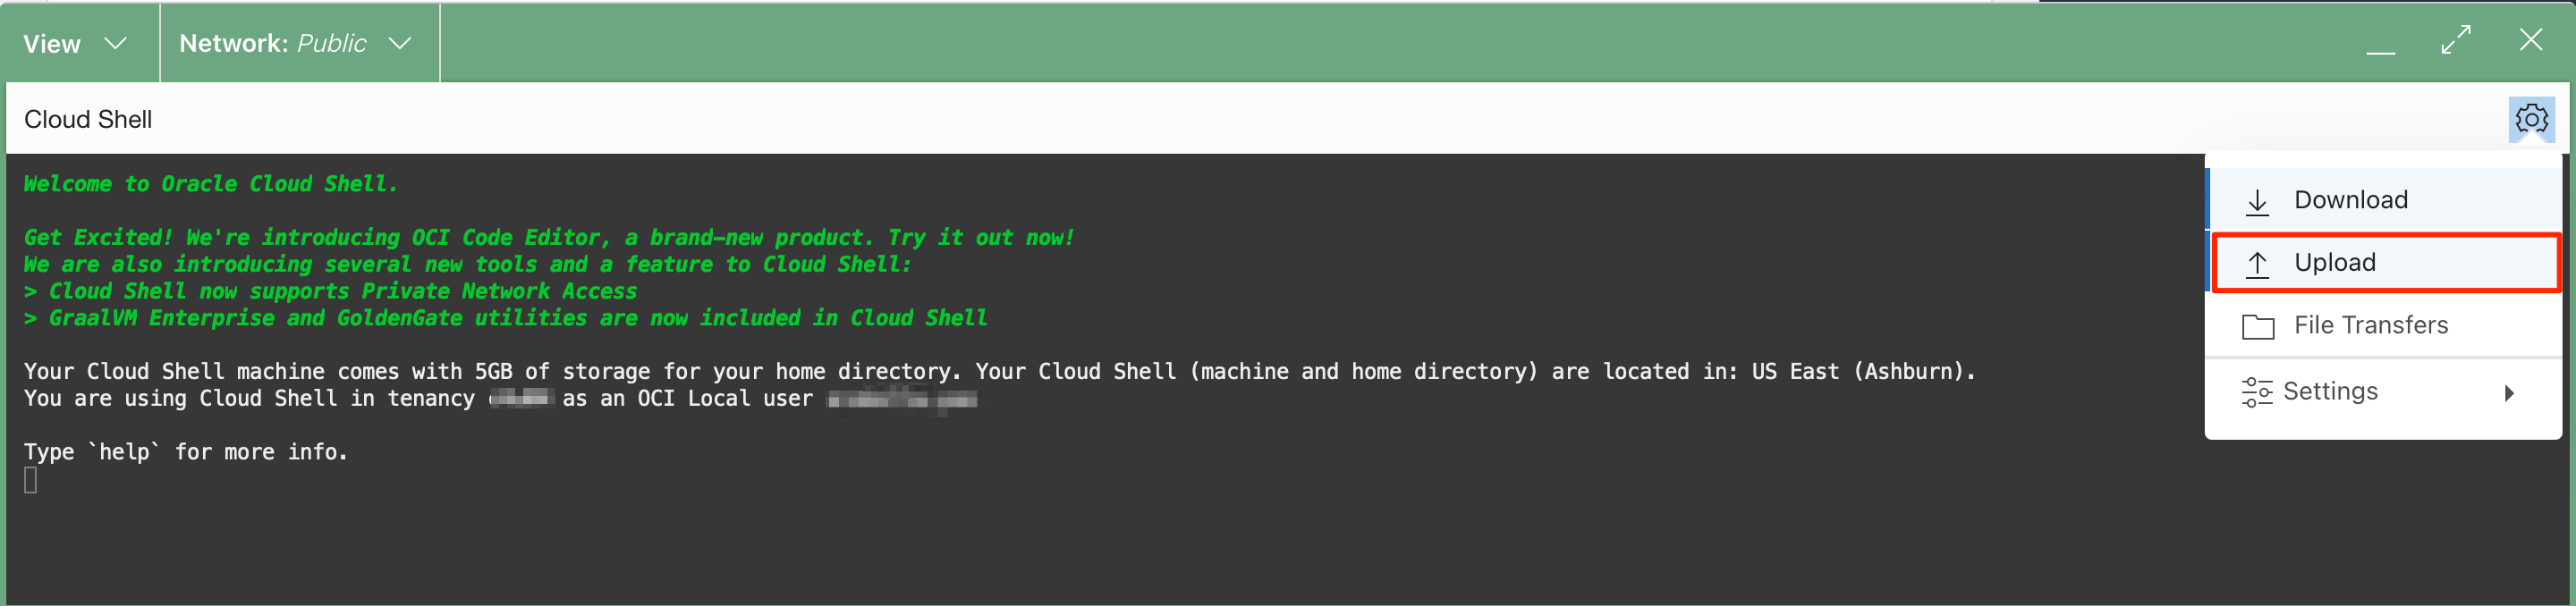 View
Network: Public
Cloud Shell
Welcome to Oracle Cloud Shell.
Get Excited! We're introducing OCI Code Editor, a brand-new product. Try it out now!
We are also introducing several new tools and a feature to Cloud Shell:
> Cloud Shell now supports Private Network Access
> GraalVM Enterprise and GoldenGate utilities are now included in Cloud Shell
Your Cloud Shell machine comes with 5GB of storage for your home directory. Your Cloud Shell (machine and home directory) are located in: US East (Ashburn).
You are using Cloud Shell in tenancy as an OCI Local user
Type `help` for more info.
Download
Upload
File Transfers
Settings